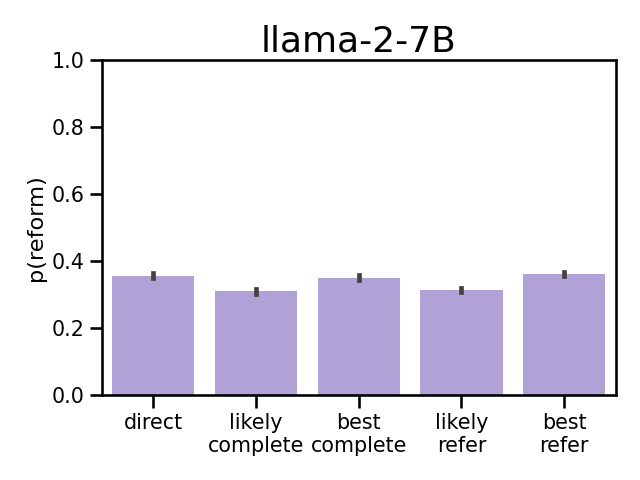 llama-2-7B
p(reform)
1.0
0.8
0.6
0.4
0.2
0.0
direct
likely
complete
best
complete
likely
refer
best
refer